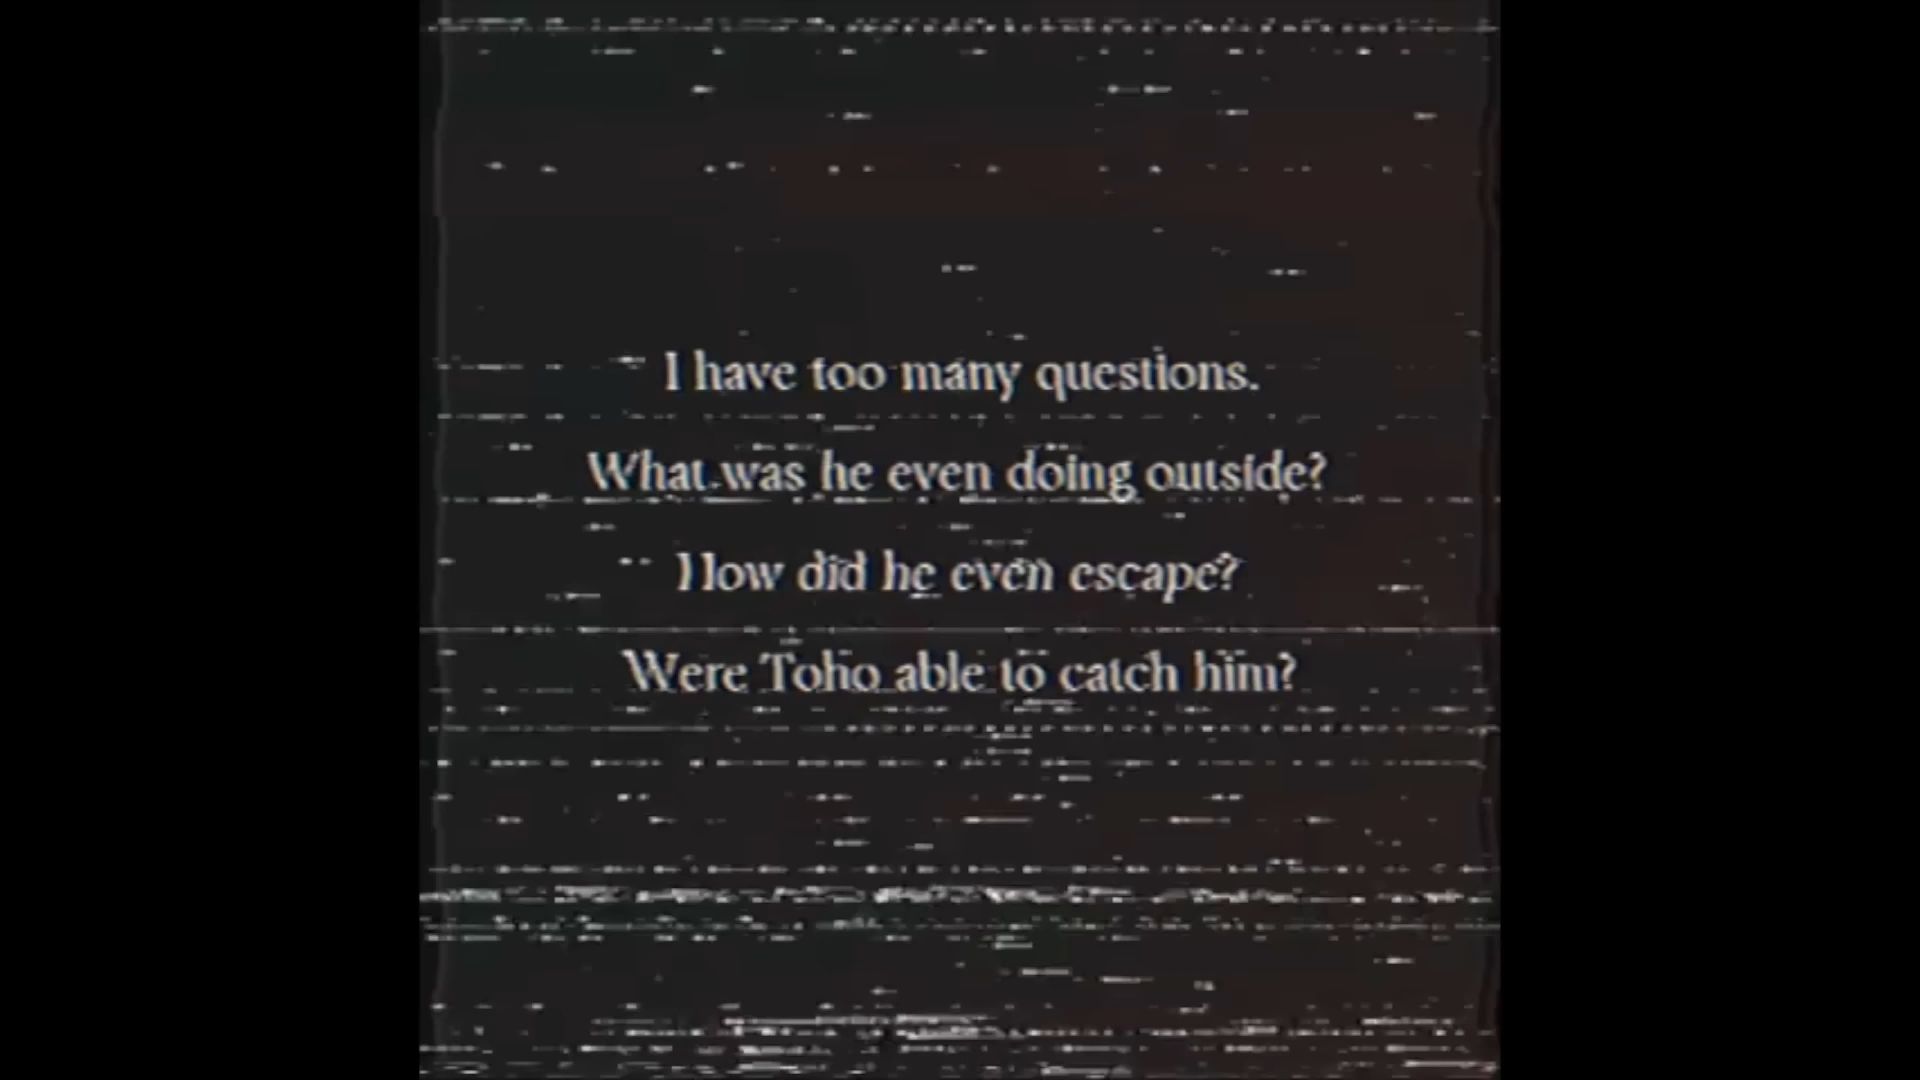 I have too many questions.
What was he even doing outside?
How did he even escape?
Were Toho able to catch him?